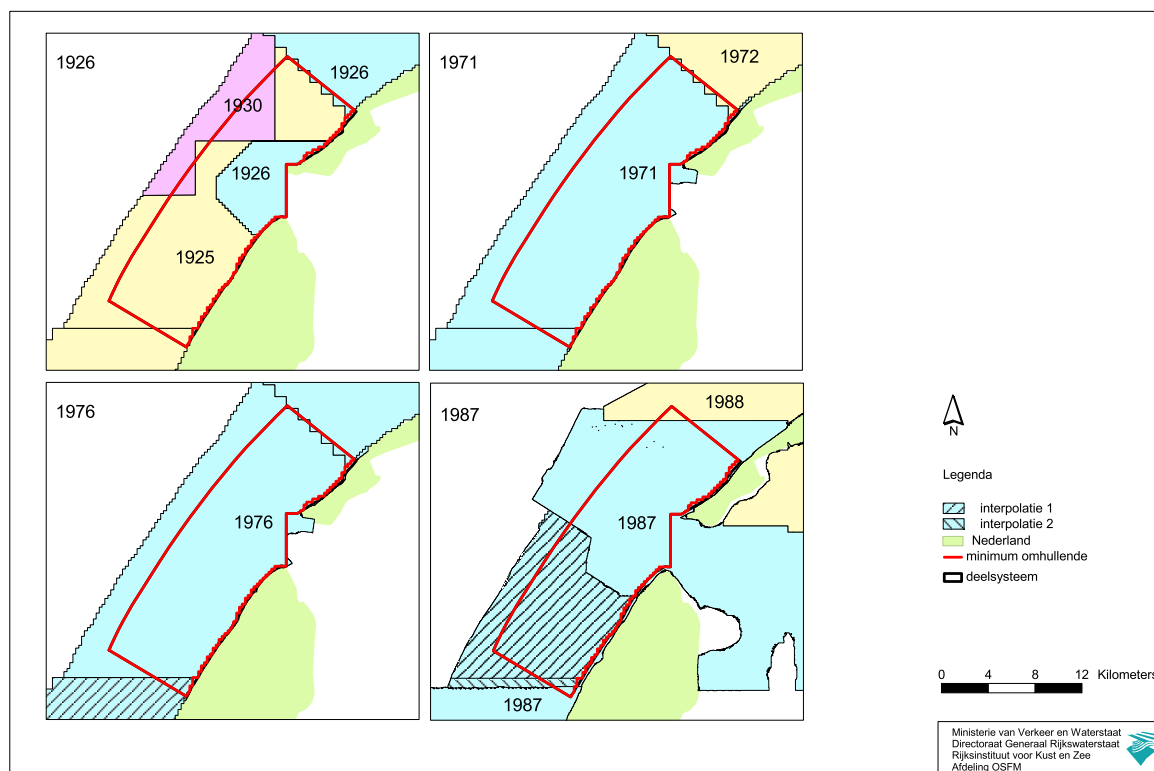 1926
1926
1930
1926
1925
1971
1972
1971
1976
1976
1987
1988
1987
1987
N
Legenda
interpolatie 1
interpolatie 2
Nederland
minimum omhullende
deelsysteem
0 4 8 12 Kilometers
Ministerie van Verkeer en Waterstaat
Directoraat Generaal Rijkswaterstaat
Rijksinstituut voor Kust en Zee
Afdeling OSFM